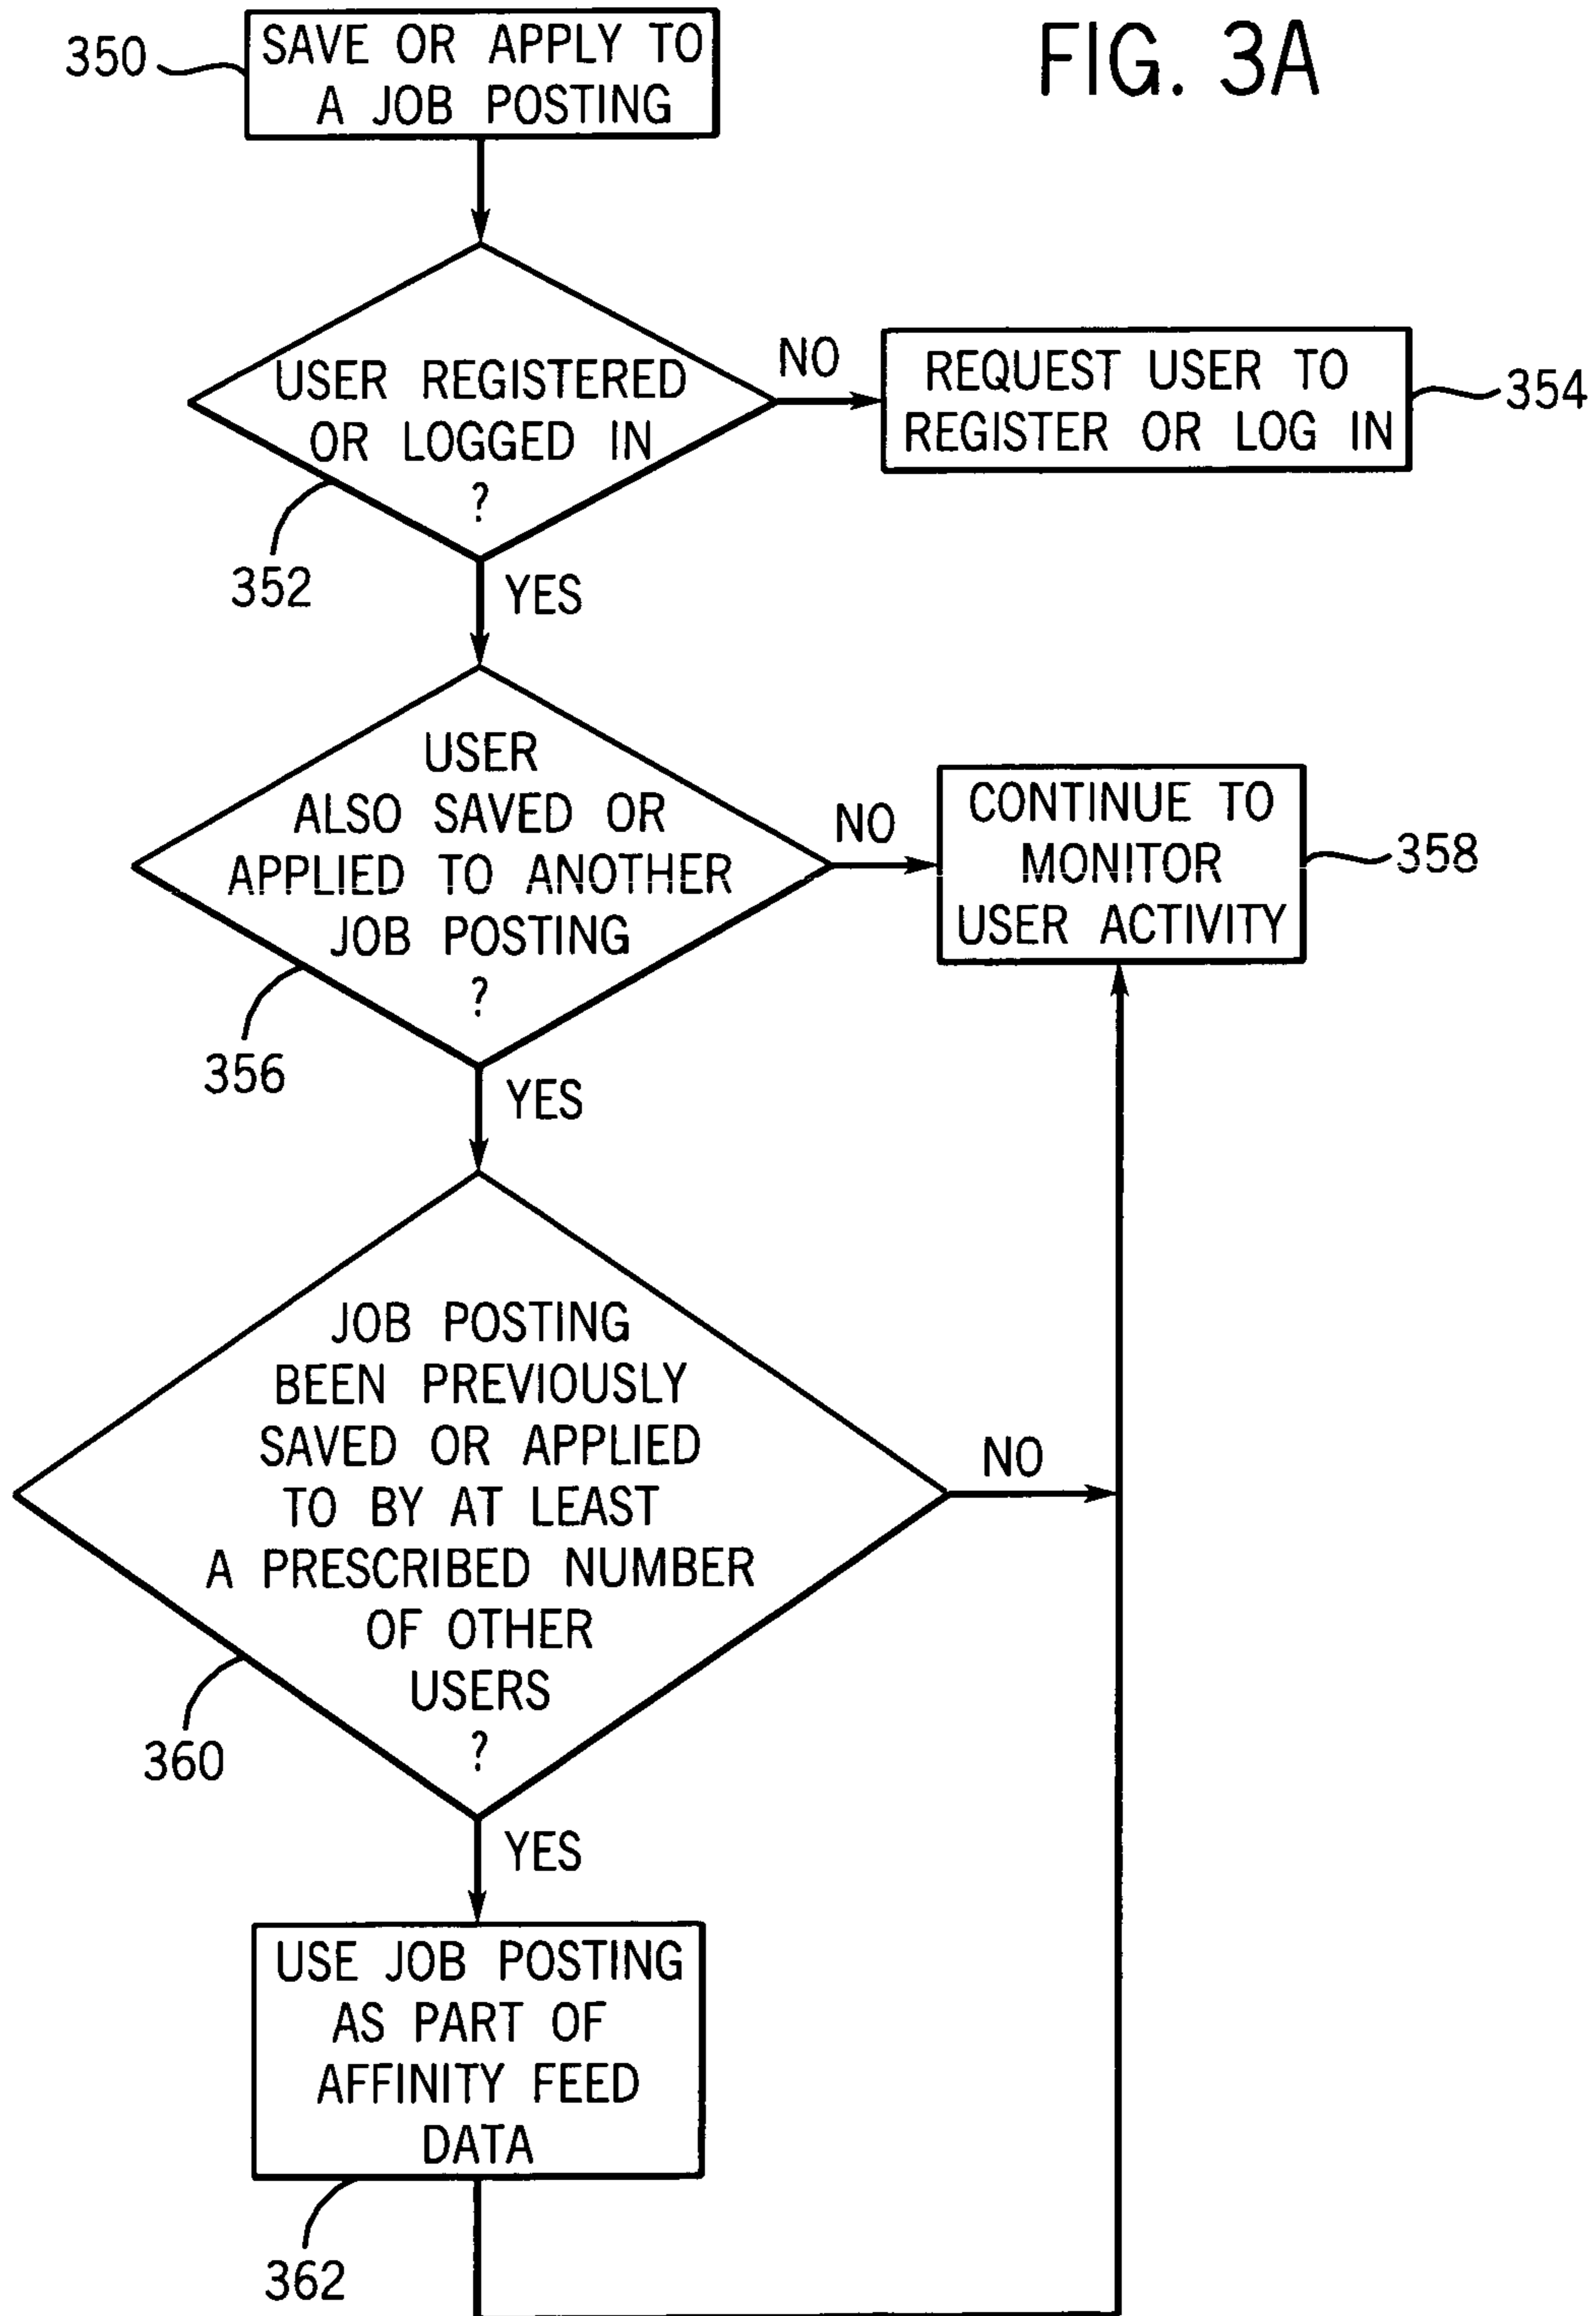 FIG. 3A
350
SAVE OR APPLY TO
A JOB POSTING
USER REGISTERED
OR LOGGED IN
?
352
NO
REQUEST USER TO
REGISTER OR LOG IN
354
YES
USER
ALSO SAVED OR
APPLIED TO ANOTHER
JOB POSTING
?
356
NO
CONTINUE TO
MONITOR
USER ACTIVITY
358
YES
JOB POSTING
BEEN PREVIOUSLY
SAVED OR APPLIED
TO BY AT LEAST
A PRESCRIBED NUMBER
OF OTHER
USERS
?
360
NO
YES
USE JOB POSTING
AS PART OF
AFFINITY FEED
DATA
362